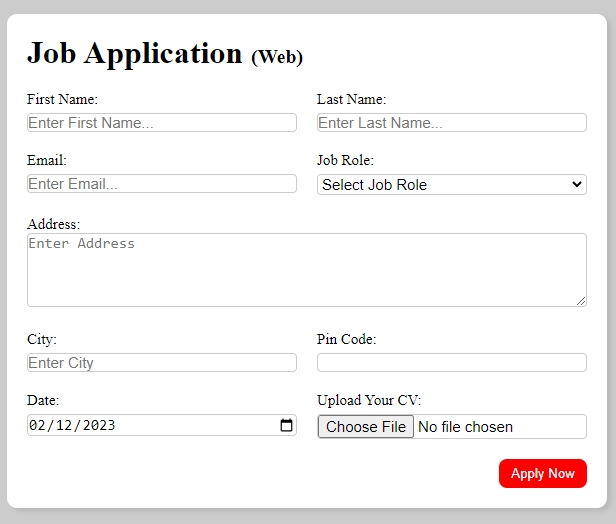 Job Application (Web)
First Name: Last Name:
Enter First Name... Enter Last Name...
Email: Job Role:
Enter Email... Select Job Role
Address:
Enter Address
City: Pin Code:
Enter City
Date: Upload Your CV:
02/12/2023 Choose File No file chosen
Apply Now